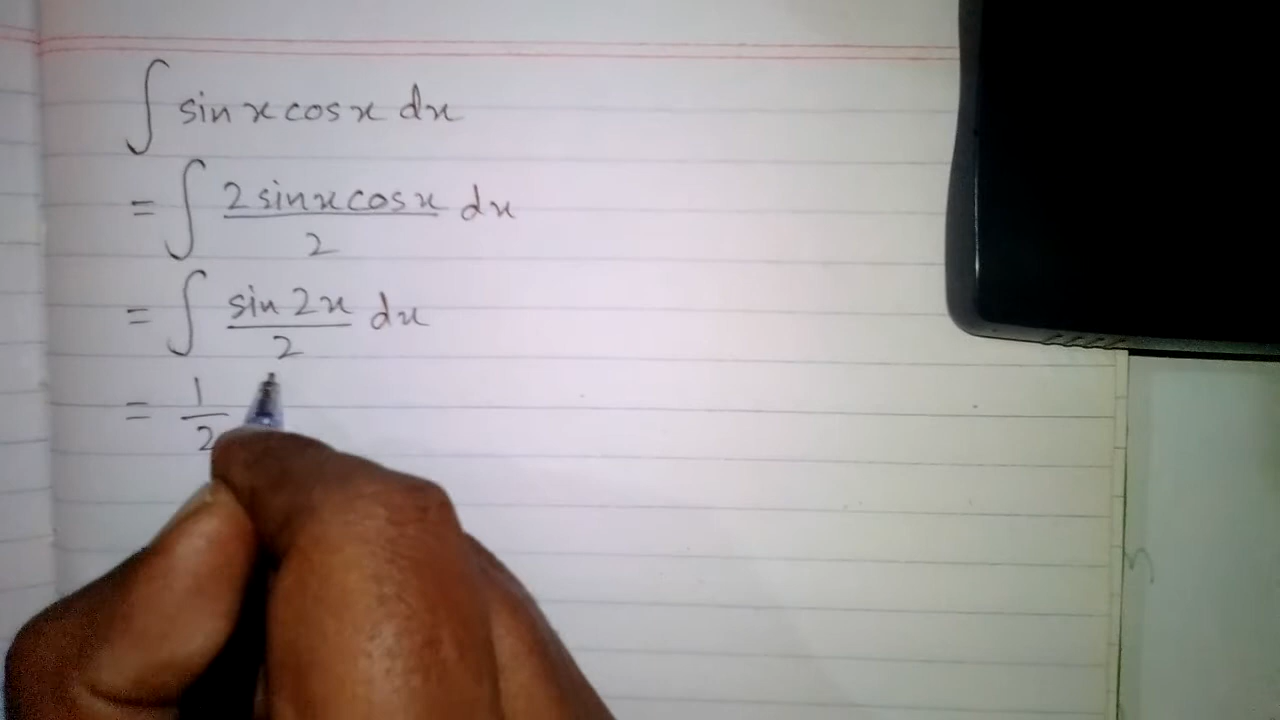 ∫ sin x cos x dx
= ∫ 2 sin x cos x / 2 dx
= ∫ sin 2x / 2 dx
= 1/2